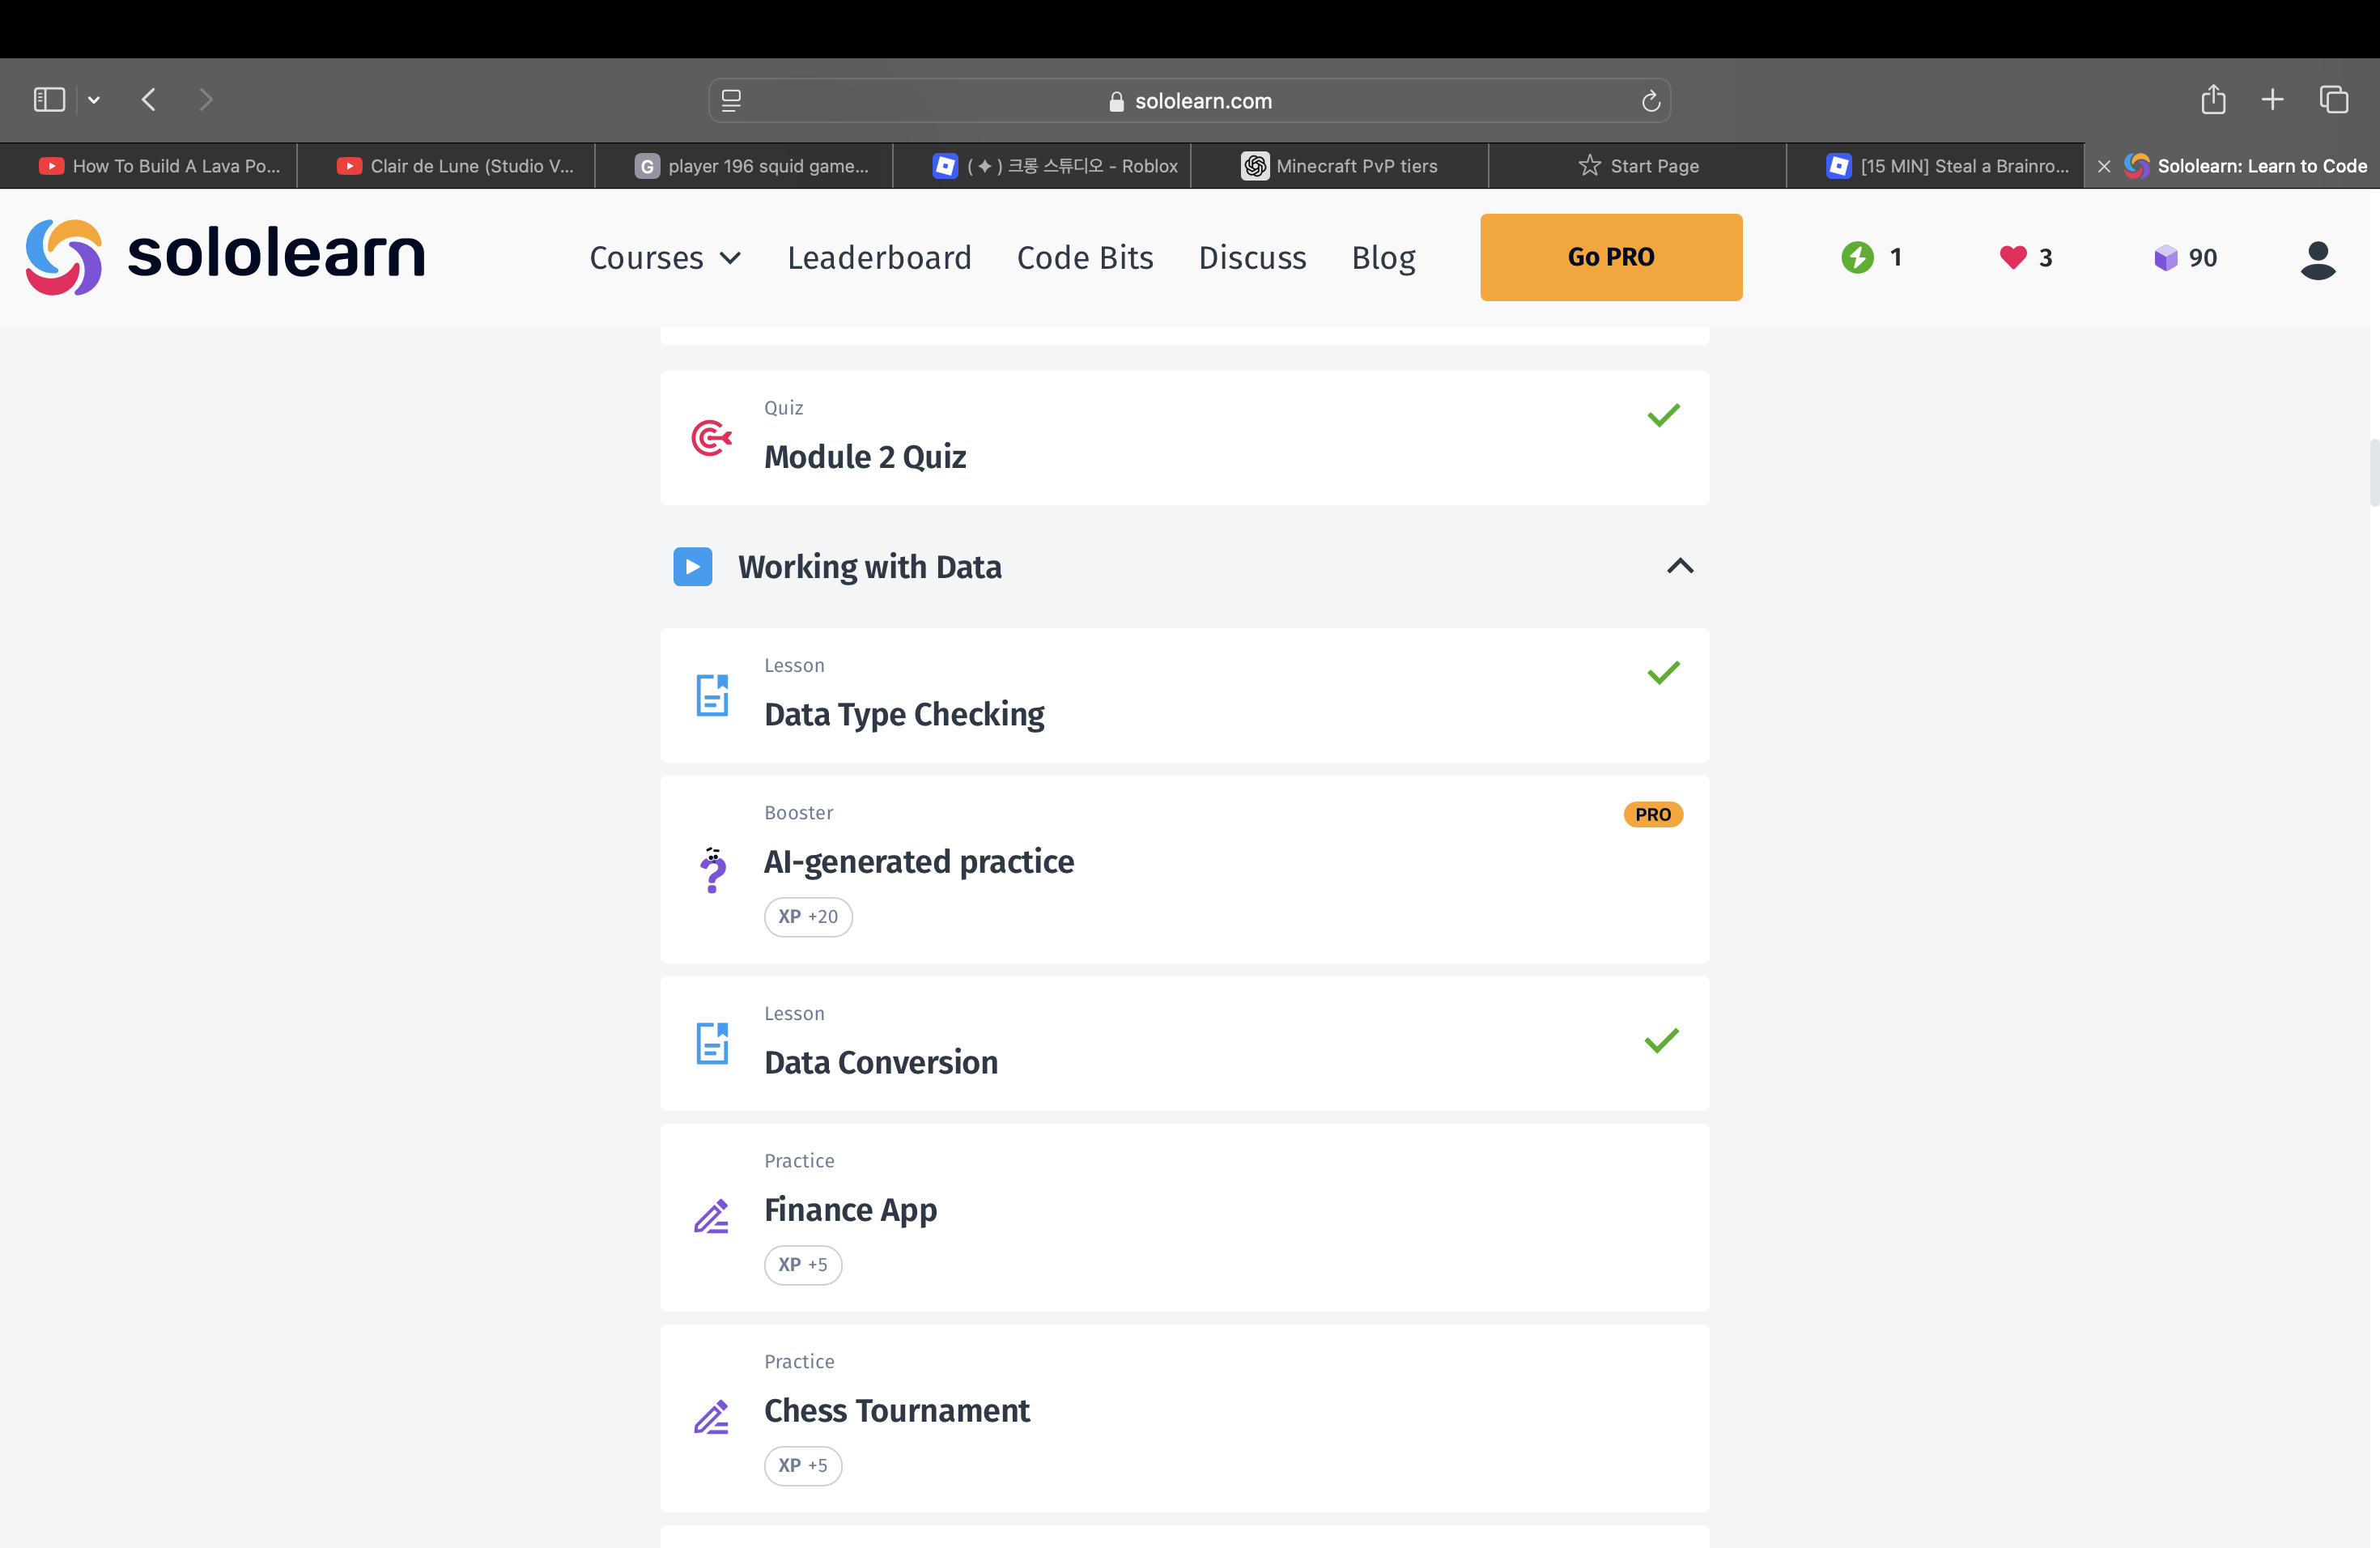 sololearn.com
How To Build A Lava Po...
Clair de Lune (Studio V...
G player 196 squid game...
( ✦ ) 크롱 스튜디오 - Roblox
Minecraft PvP tiers
Start Page
[15 MIN] Steal a Brainro...
Sololearn: Learn to Code
sololearn
Courses
Leaderboard
Code Bits
Discuss
Blog
Go PRO
1
3
90
Quiz
Module 2 Quiz
Working with Data
Lesson
Data Type Checking
Booster
PRO
AI-generated practice
XP +20
Lesson
Data Conversion
Practice
Finance App
XP +5
Practice
Chess Tournament
XP +5